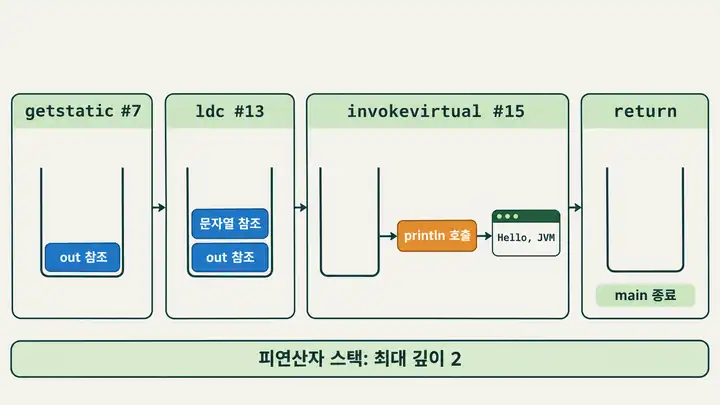 getstatic #7
out 참조
ldc #13
문자열 참조
out 참조
invokevirtual #15
println 호출
Hello, JVM
return
main 종료
피연산자 스택: 최대 깊이 2